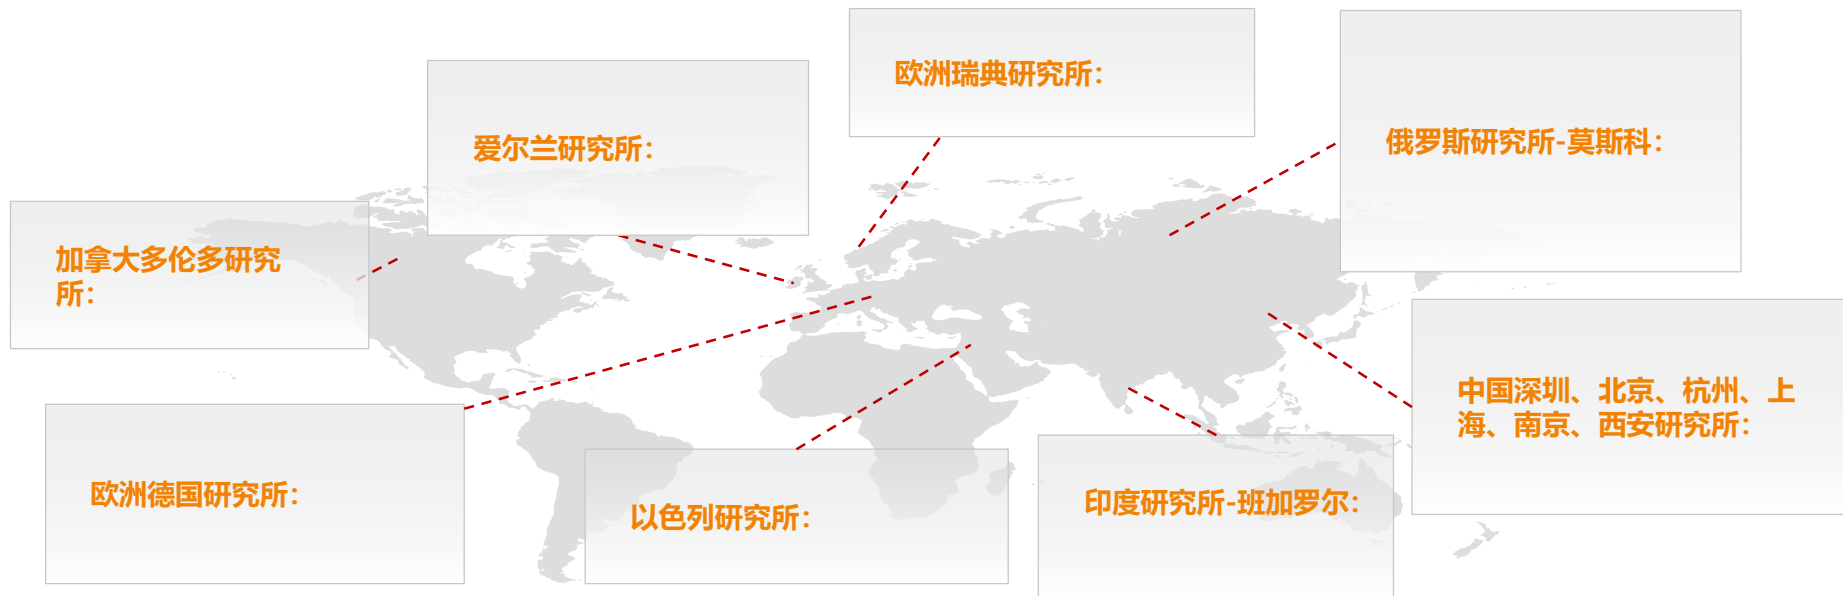 欧洲瑞典研究所：
爱尔兰研究所：
俄罗斯研究所-莫斯科：
加拿大多伦多研究
所：
中国深圳、北京、杭州、上
海、南京、西安研究所：
欧洲德国研究所：
以色列研究所：
印度研究所-班加罗尔：